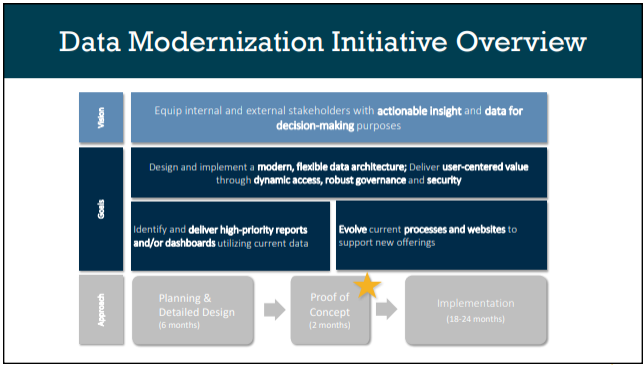 Data Modernization Initiative Overview
Vision
Equip internal and external stakeholders with actionable insight and data for
decision-making purposes
Goals
Design and implement a modern, flexible data architecture; Deliver user-centered value
through dynamic access, robust governance and security
Identify and deliver high-priority reports
and/or dashboards utilizing current data
Evolve current processes and websites to
support new offerings
Approach
Planning &
Detailed Design
(6 months)
Proof of
Concept
(2 months)
Implementation
(18-24 months)